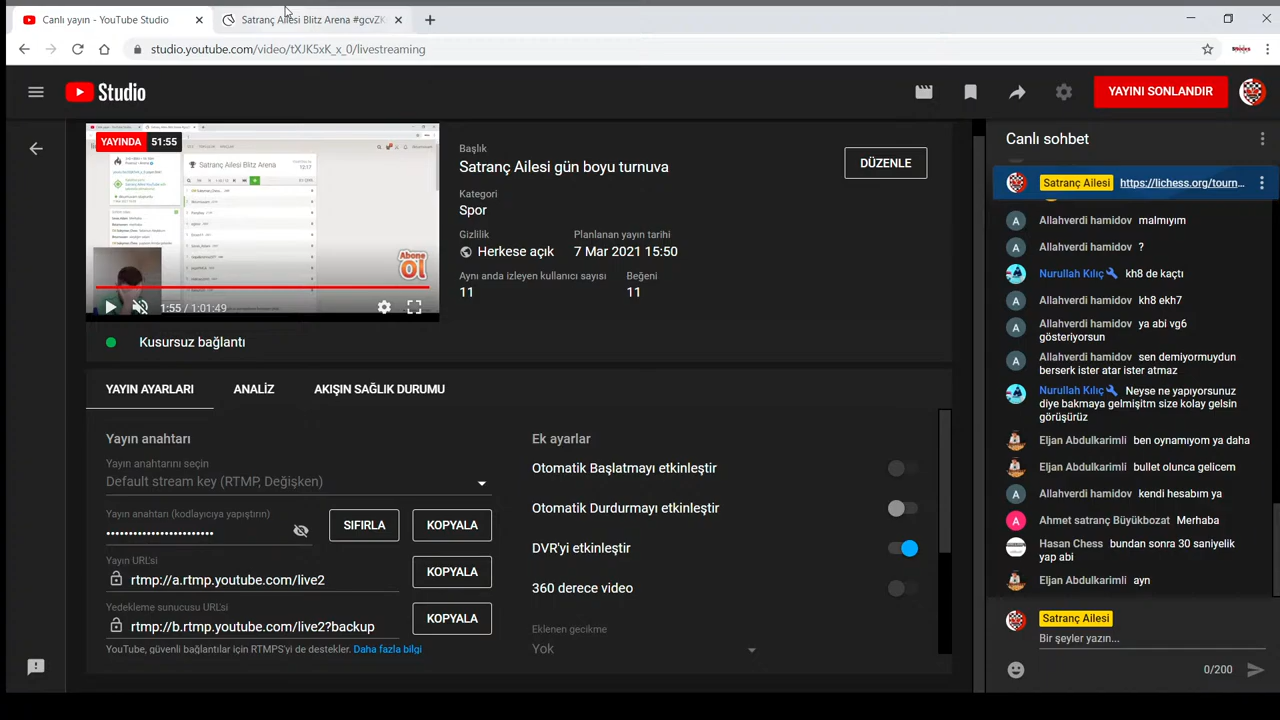 Canlı yayın - YouTube Studio
Satranç Ailesi Blitz Arena #gcvZK
studio.youtube.com/video/tXJK5xK_x_0/livestreaming
Studio
YAYINI SONLANDIR
YAYINDA 51:55
Satranç Ailesi Blitz Arena
12:17
Abone
ol
1:55 / 1:01:49
Başlık
Satranç Ailesi gün boyu turnuva
DÜZENLE
Kategori
Spor
Gizlilik
Herkese açık
Planlanan yayın tarihi
7 Mar 2021 15:50
Aynı anda izleyen kullanıcı sayısı
11
Beğeni
11
Kusursuz bağlantı
YAYIN AYARLARI
ANALİZ
AKIŞIN SAĞLIK DURUMU
Yayın anahtarı
Yayın anahtarını seçin
Default stream key (RTMP, Değişken)
Yayın anahtarı (kodlayıcıya yapıştırın)
SIFIRLA
KOPYALA
Yayın URL'si
rtmp://a.rtmp.youtube.com/live2
KOPYALA
Yedekleme sunucusu URL'si
rtmp://b.rtmp.youtube.com/live2?backup
KOPYALA
YouTube, güvenli bağlantılar için RTMPS'yi de destekler. Daha fazla bilgi
Ek ayarlar
Otomatik Başlatmayı etkinleştir
Otomatik Durdurmayı etkinleştir
DVR'yi etkinleştir
360 derece video
Eklenen gecikme
Yok
Canlı sohbet
Satranç Ailesi https://lichess.org/tourn...
Allahverdi hamidov malmıyım
Allahverdi hamidov ?
Nurullah Kılıç kh8 de kaçtı
Allahverdi hamidov kh8 ekh7
Allahverdi hamidov ya abi vg6
gösteriyorsun
Allahverdi hamidov sen demiyormuydun
berserk ister atar ister atmaz
Nurullah Kılıç Neyse ne yapıyorsunuz
diye bakmaya gelmişitm size kolay gelsin
görüşürüz
Eljan Abdulkarimli ben oynamıyom ya daha
Eljan Abdulkarimli bullet olunca gelicem
Allahverdi hamidov kendi hesabım ya
Ahmet satranç Büyükbozat Merhaba
Hasan Chess bundan sonra 30 saniyelik
yap abi
Eljan Abdulkarimli ayn
Satranç Ailesi
Bir şeyler yazın...
0/200